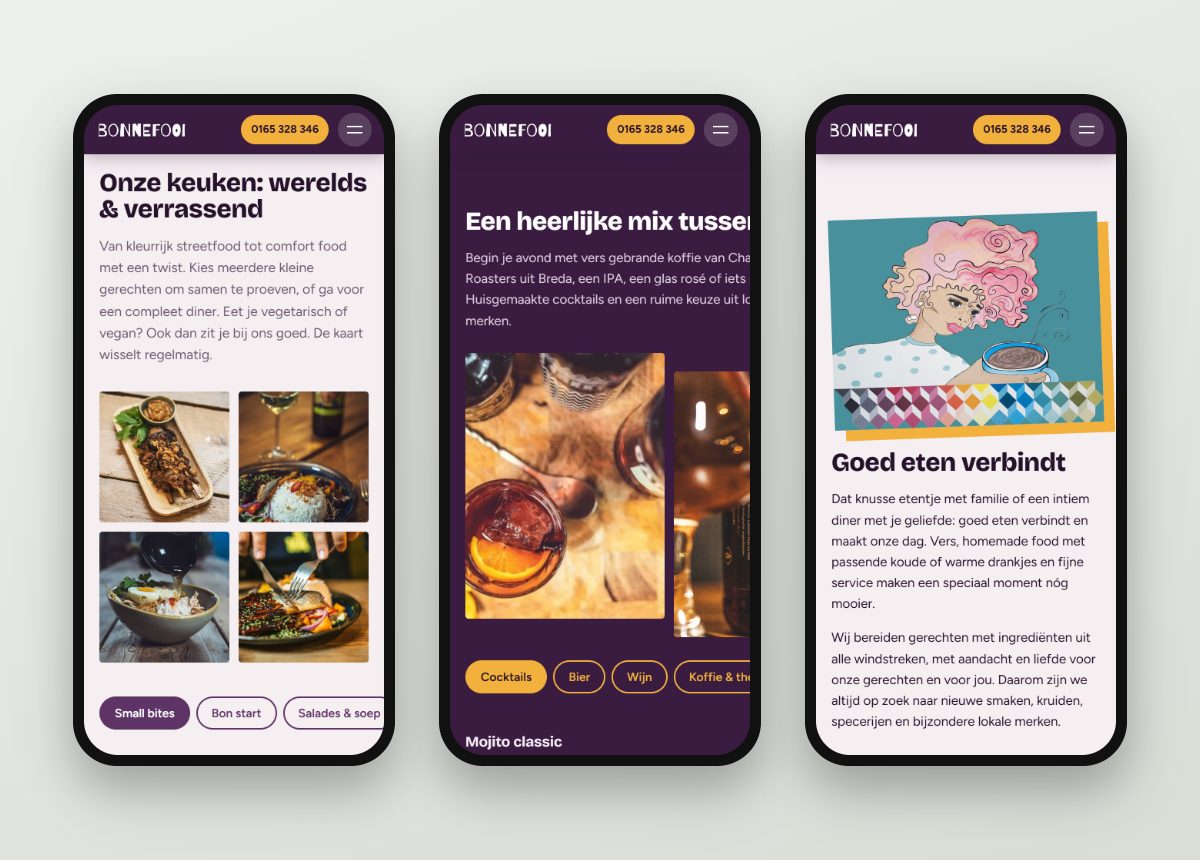 BONNEFOOI
0165 328 346
Onze keuken: werelds
& verrassend
Van kleurrijk streetfood tot comfort food
met een twist. Kies meerdere kleine
gerechten om samen te proeven, of ga voor
een compleet diner. Eet je vegetarisch of
vegan? Ook dan zit je bij ons goed. De kaart
wisselt regelmatig.
Small bites
Bon start
Salades & soep
BONNEFOOI
0165 328 346
Een heerlijke mix tussen
Begin je avond met vers gebrande koffie van Cha
Roasters uit Breda, een IPA, een glas rosé of iets
Huisgemaakte cocktails en een ruime keuze uit lo
merken.
Cocktails
Bier
Wijn
Koffie & the
Mojito classic
BONNEFOOI
0165 328 346
Goed eten verbindt
Dat knusse etentje met familie of een intiem
diner met je geliefde: goed eten verbindt en
maakt onze dag. Vers, homemade food met
passende koude of warme drankjes en fijne
service maken een speciaal moment nóg
mooier.
Wij bereiden gerechten met ingrediënten uit
alle windstreken, met aandacht en liefde voor
onze gerechten en voor jou. Daarom zijn we
altijd op zoek naar nieuwe smaken, kruiden,
specerijen en bijzondere lokale merken.